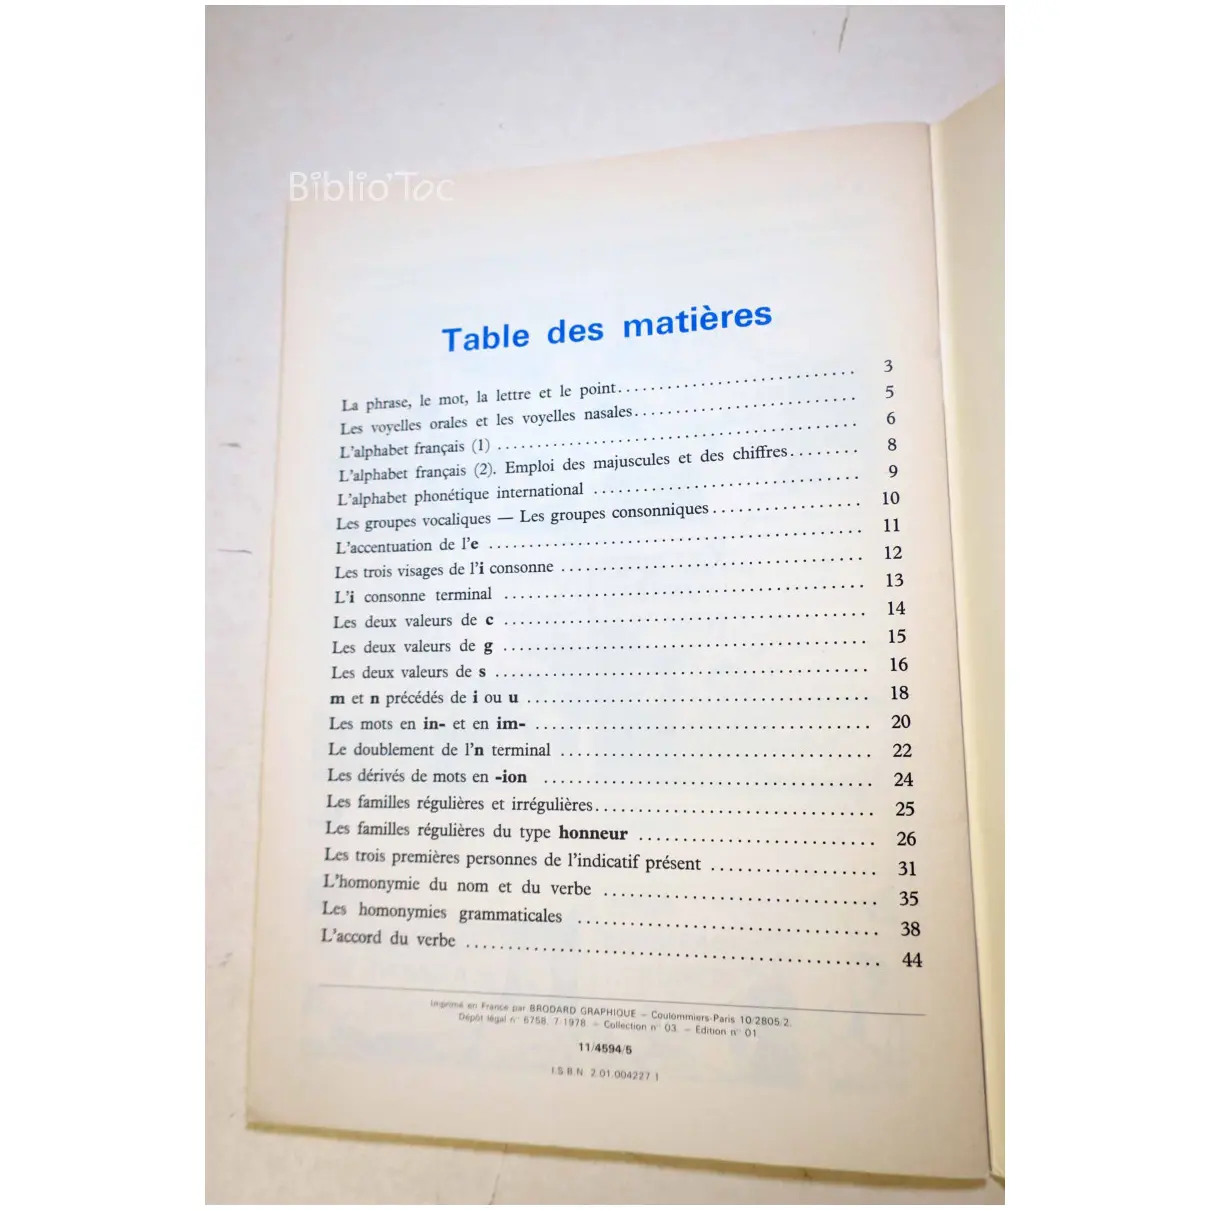 Biblio'Toc
Table des matières
La phrase, le mot, la lettre et le point.............................. 3
Les voyelles orales et les voyelles nasales............................ 5
L'alphabet français (1) ............................................ 6
L'alphabet français (2). Emploi des majuscules et des chiffres........ 8
L'alphabet phonétique international ................................ 9
Les groupes vocaliques — Les groupes consonniques.................. 10
L'accentuation de l'e .............................................. 11
Les trois visages de l'i consonne ................................... 12
L'i consonne terminal ............................................. 13
Les deux valeurs de c ............................................. 14
Les deux valeurs de g ............................................. 15
Les deux valeurs de s .............................................. 16
m et n précédés de i ou u .......................................... 18
Les mots en in- et en im- .......................................... 20
Le doublement de l'n terminal ...................................... 22
Les dérivés de mots en -ion ........................................ 24
Les familles régulières et irrégulières................................. 25
Les familles régulières du type honneur ............................ 26
Les trois premières personnes de l'indicatif présent .................. 31
L'homonymie du nom et du verbe ................................. 35
Les homonymies grammaticales .................................... 38
L'accord du verbe .................................................. 44
Imprimé en France par BRODARD GRAPHIQUE – Coulommiers-Paris 10/2805/2.
Dépôt légal n° 6758. 7-1978. – Collection n° 03. – Edition n° 01
11/4594/5
I.S.B.N. 2.01.004227.1